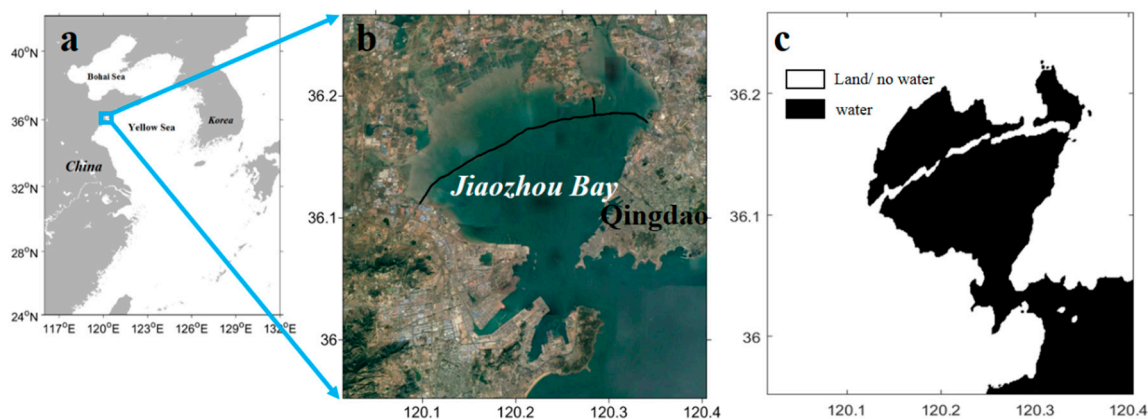 a
40°N
Bohai Sea
36°N
Yellow Sea
Korea
China
32°N
28°N
24°N
117°E
120°E
123°E
126°E
129°E
132°E
b
36.2
Jiaozhou Bay
36.1
Qingdao
36
120.1
120.2
120.3
120.4
c
Land/ no water
water
36.2
36.1
36
120.1
120.2
120.3
120.4